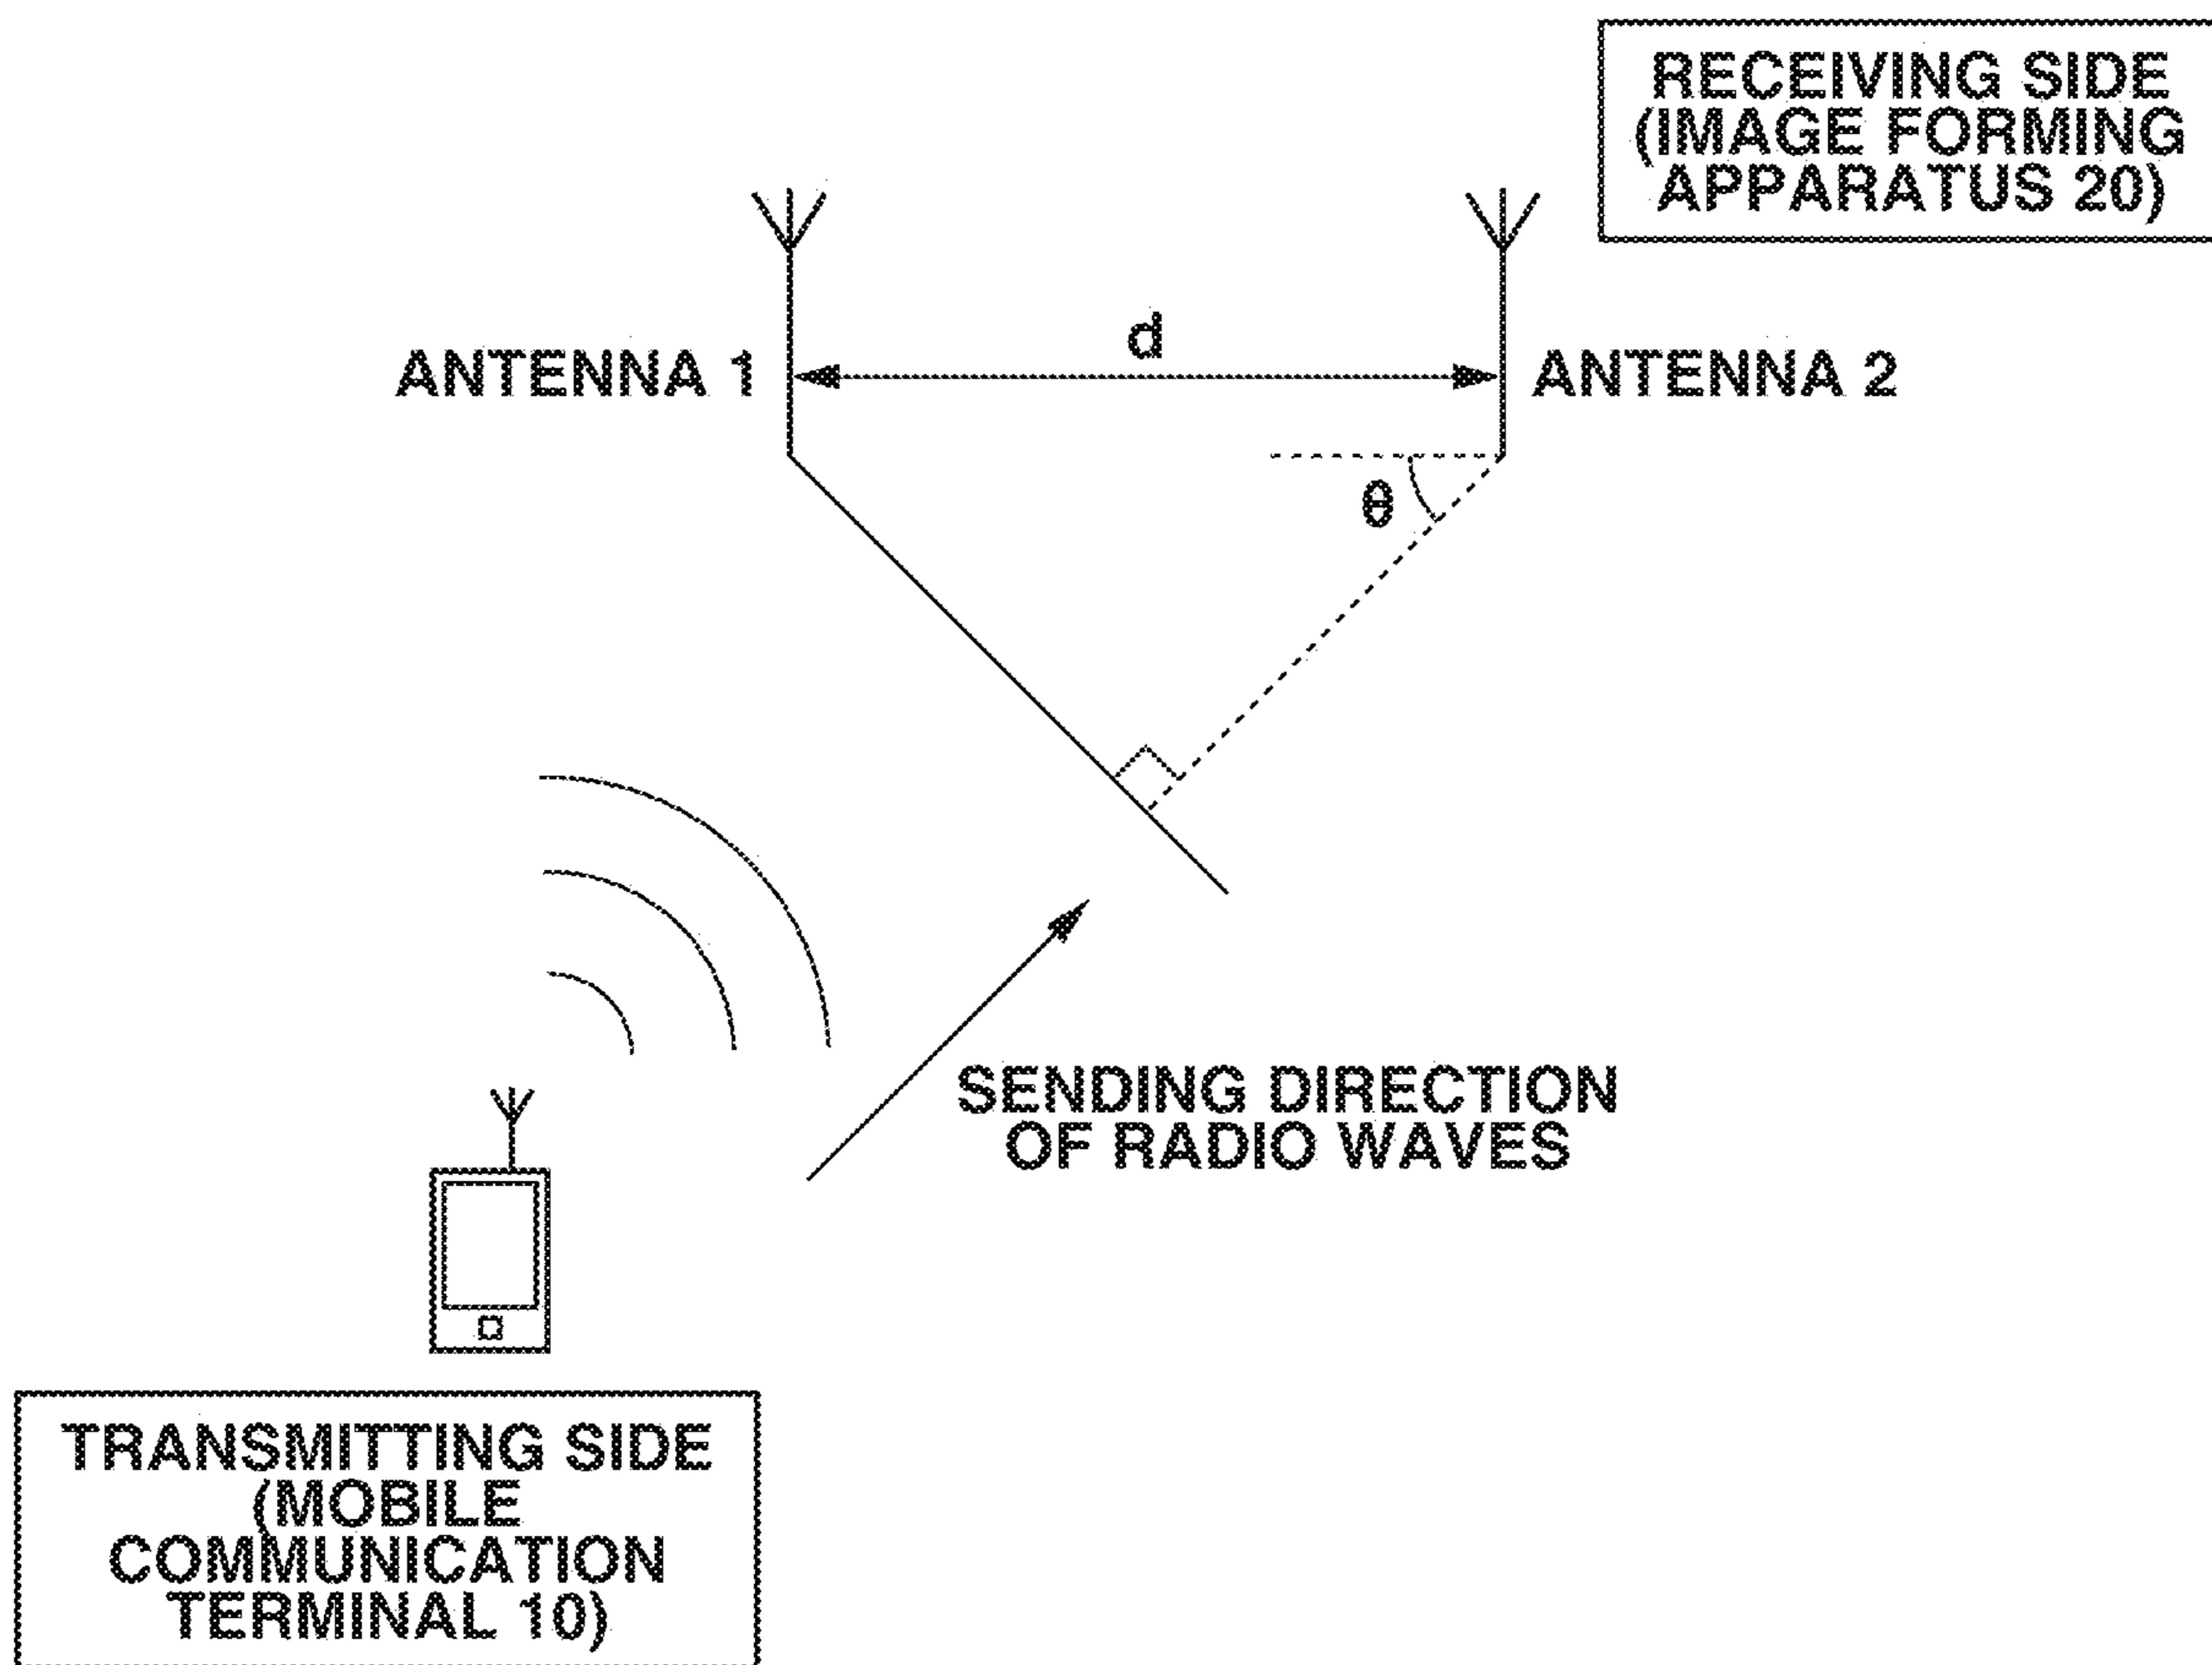 RECEIVING SIDE
(IMAGE FORMING
APPARATUS 20)
d
ANTENNA 1
ANTENNA 2
θ
SENDING DIRECTION
OF RADIO WAVES
TRANSMITTING SIDE
(MOBILE
COMMUNICATION
TERMINAL 10)